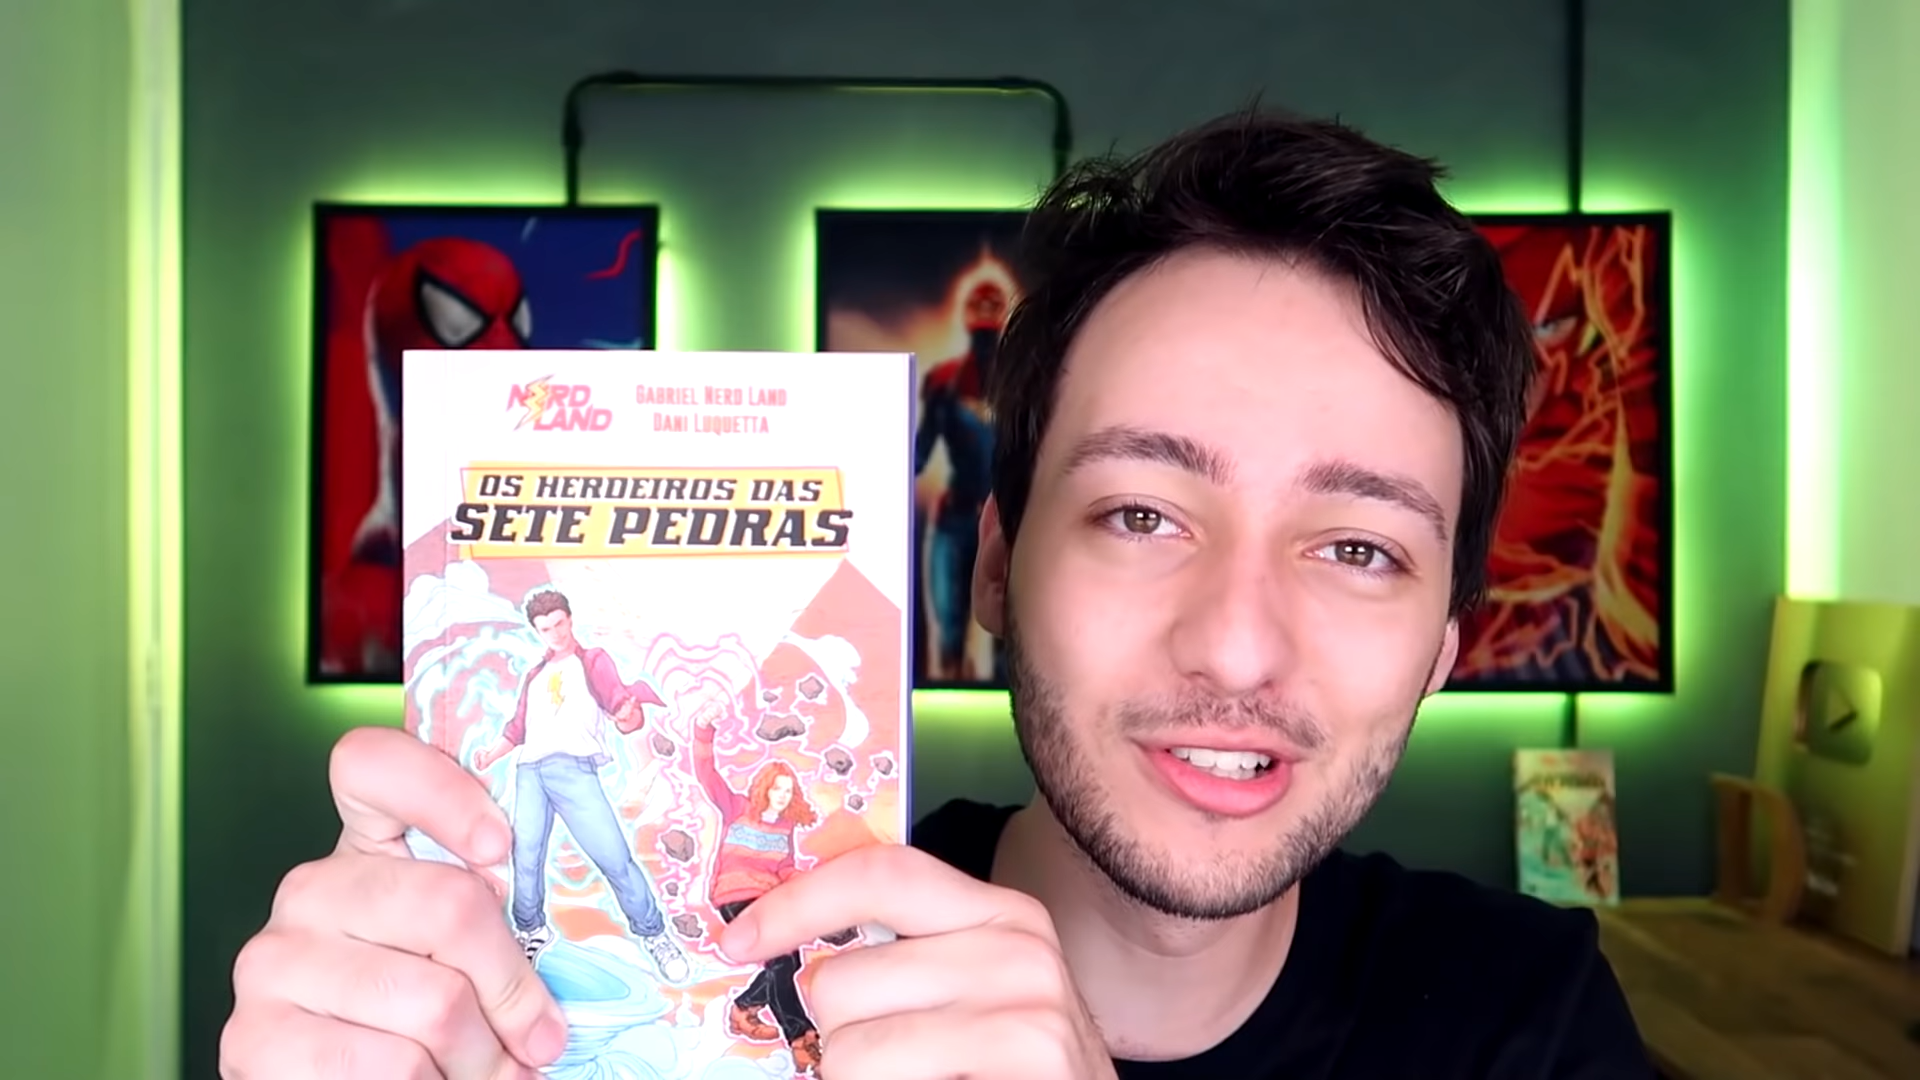 NERD
LAND
GABRIEL NERD LAND
DANI LUQUETTA
OS HERDEIROS DAS
SETE PEDRAS